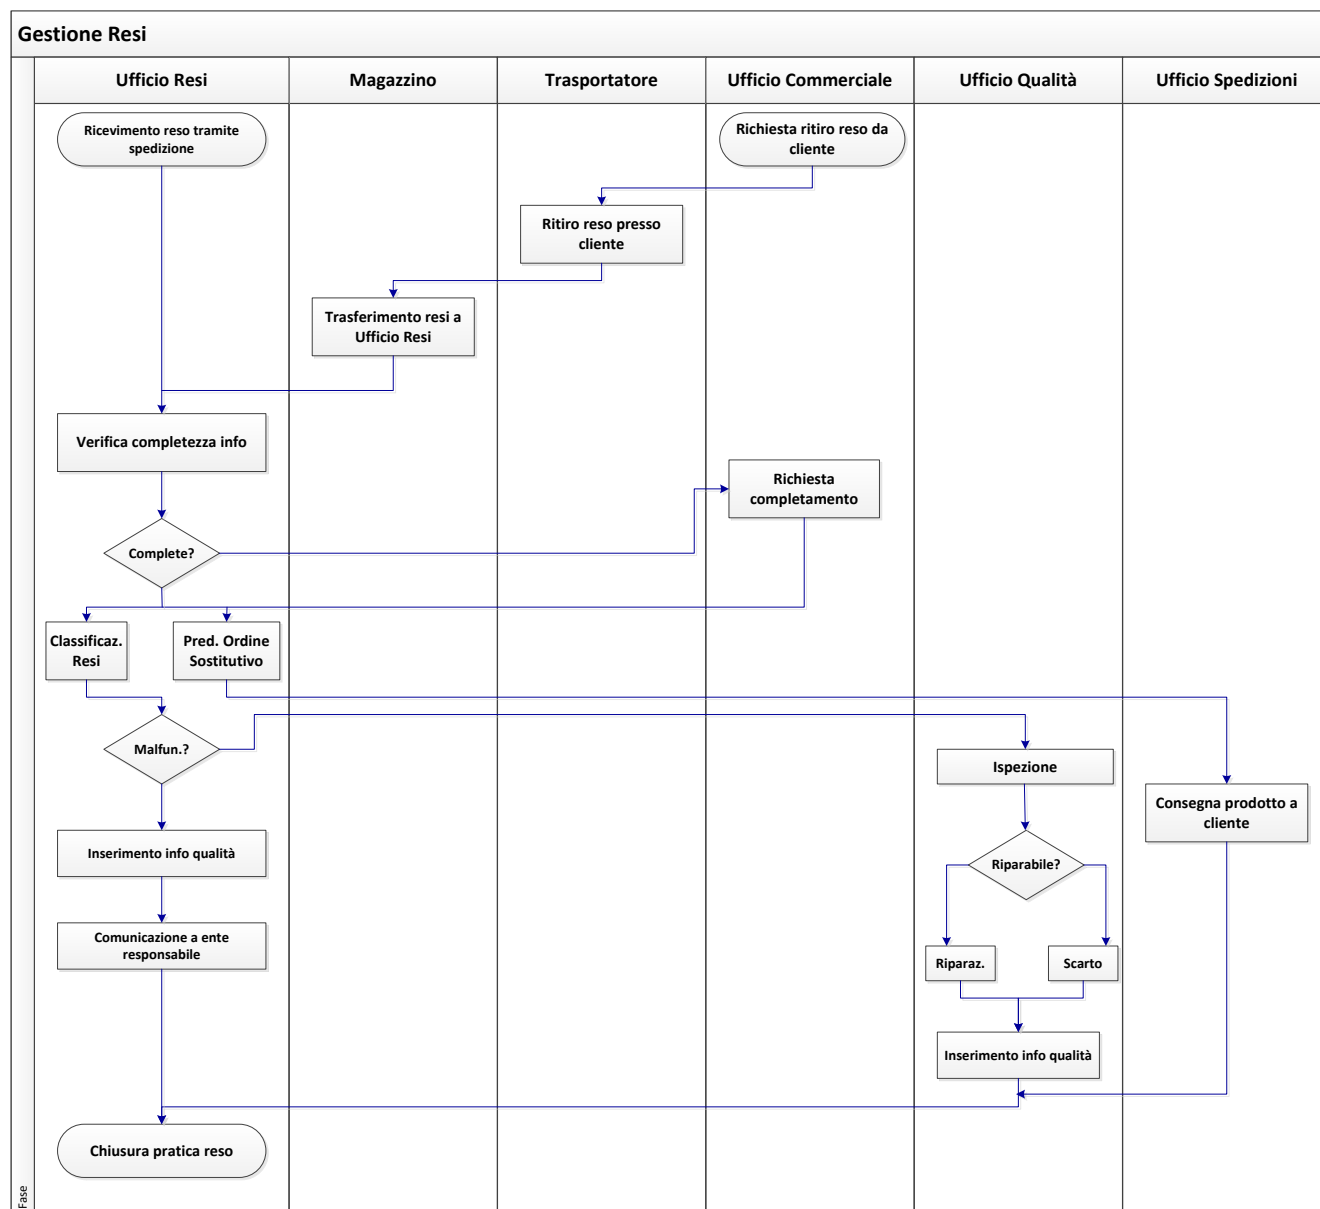 Gestione Resi
Ufficio Resi
Magazzino
Trasportatore
Ufficio Commerciale
Ufficio Qualità
Ufficio Spedizioni
Ricevimento reso tramite
spedizione
Richiesta ritiro reso da
cliente
Ritiro reso presso
cliente
Trasferimento resi a
Ufficio Resi
Verifica completezza info
Richiesta
completamento
Complete?
Classificaz.
Resi
Pred. Ordine
Sostitutivo
Malfun.?
Ispezione
Consegna prodotto a
cliente
Inserimento info qualità
Riparabile?
Comunicazione a ente
responsabile
Riparaz.
Scarto
Inserimento info qualità
Chiusura pratica reso
Fase